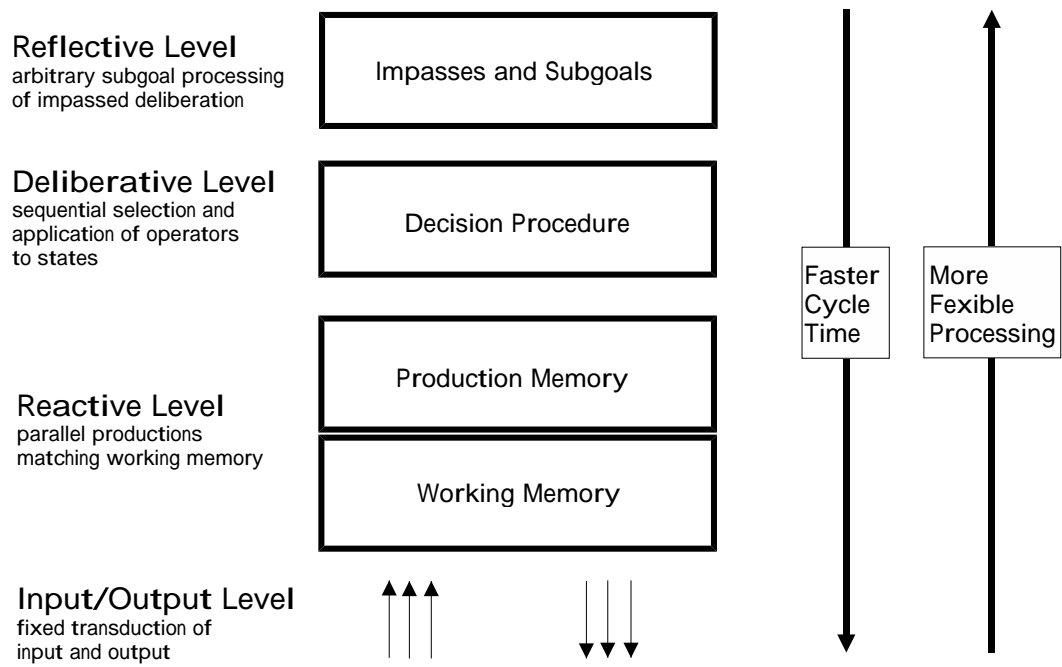 Reflective Level
arbitrary subgoal processing
of impassed deliberation
Impasses and Subgoals
Deliberative Level
sequential selection and
application of operators
to states
Decision Procedure
Faster
Cycle
Time
More
Fexible
Processing
Production Memory
Reactive Level
parallel productions
matching working memory
Working Memory
Input/Output Level
fixed transduction of
input and output